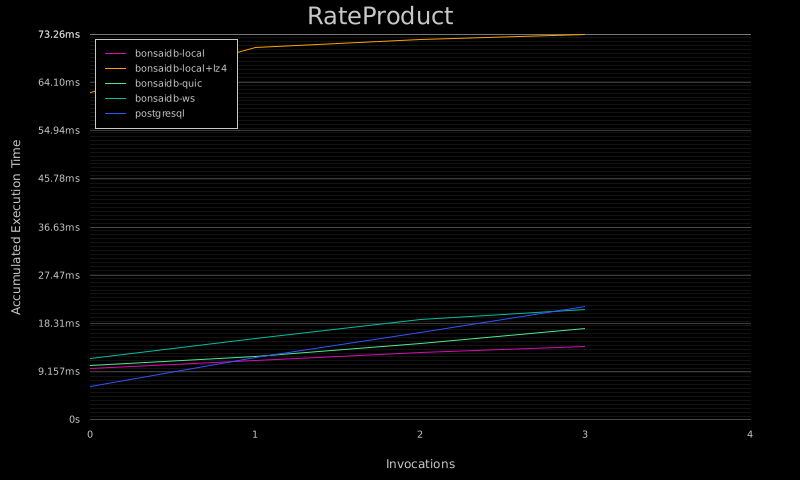 RateProduct
73.26ms
64.10ms
54.94ms
45.78ms
36.63ms
27.47ms
18.31ms
9.157ms
0s
Accumulated Execution Time
bonsaidb-local
bonsaidb-local+lz4
bonsaidb-quic
bonsaidb-ws
postgresql
0 1 2 3 4
Invocations